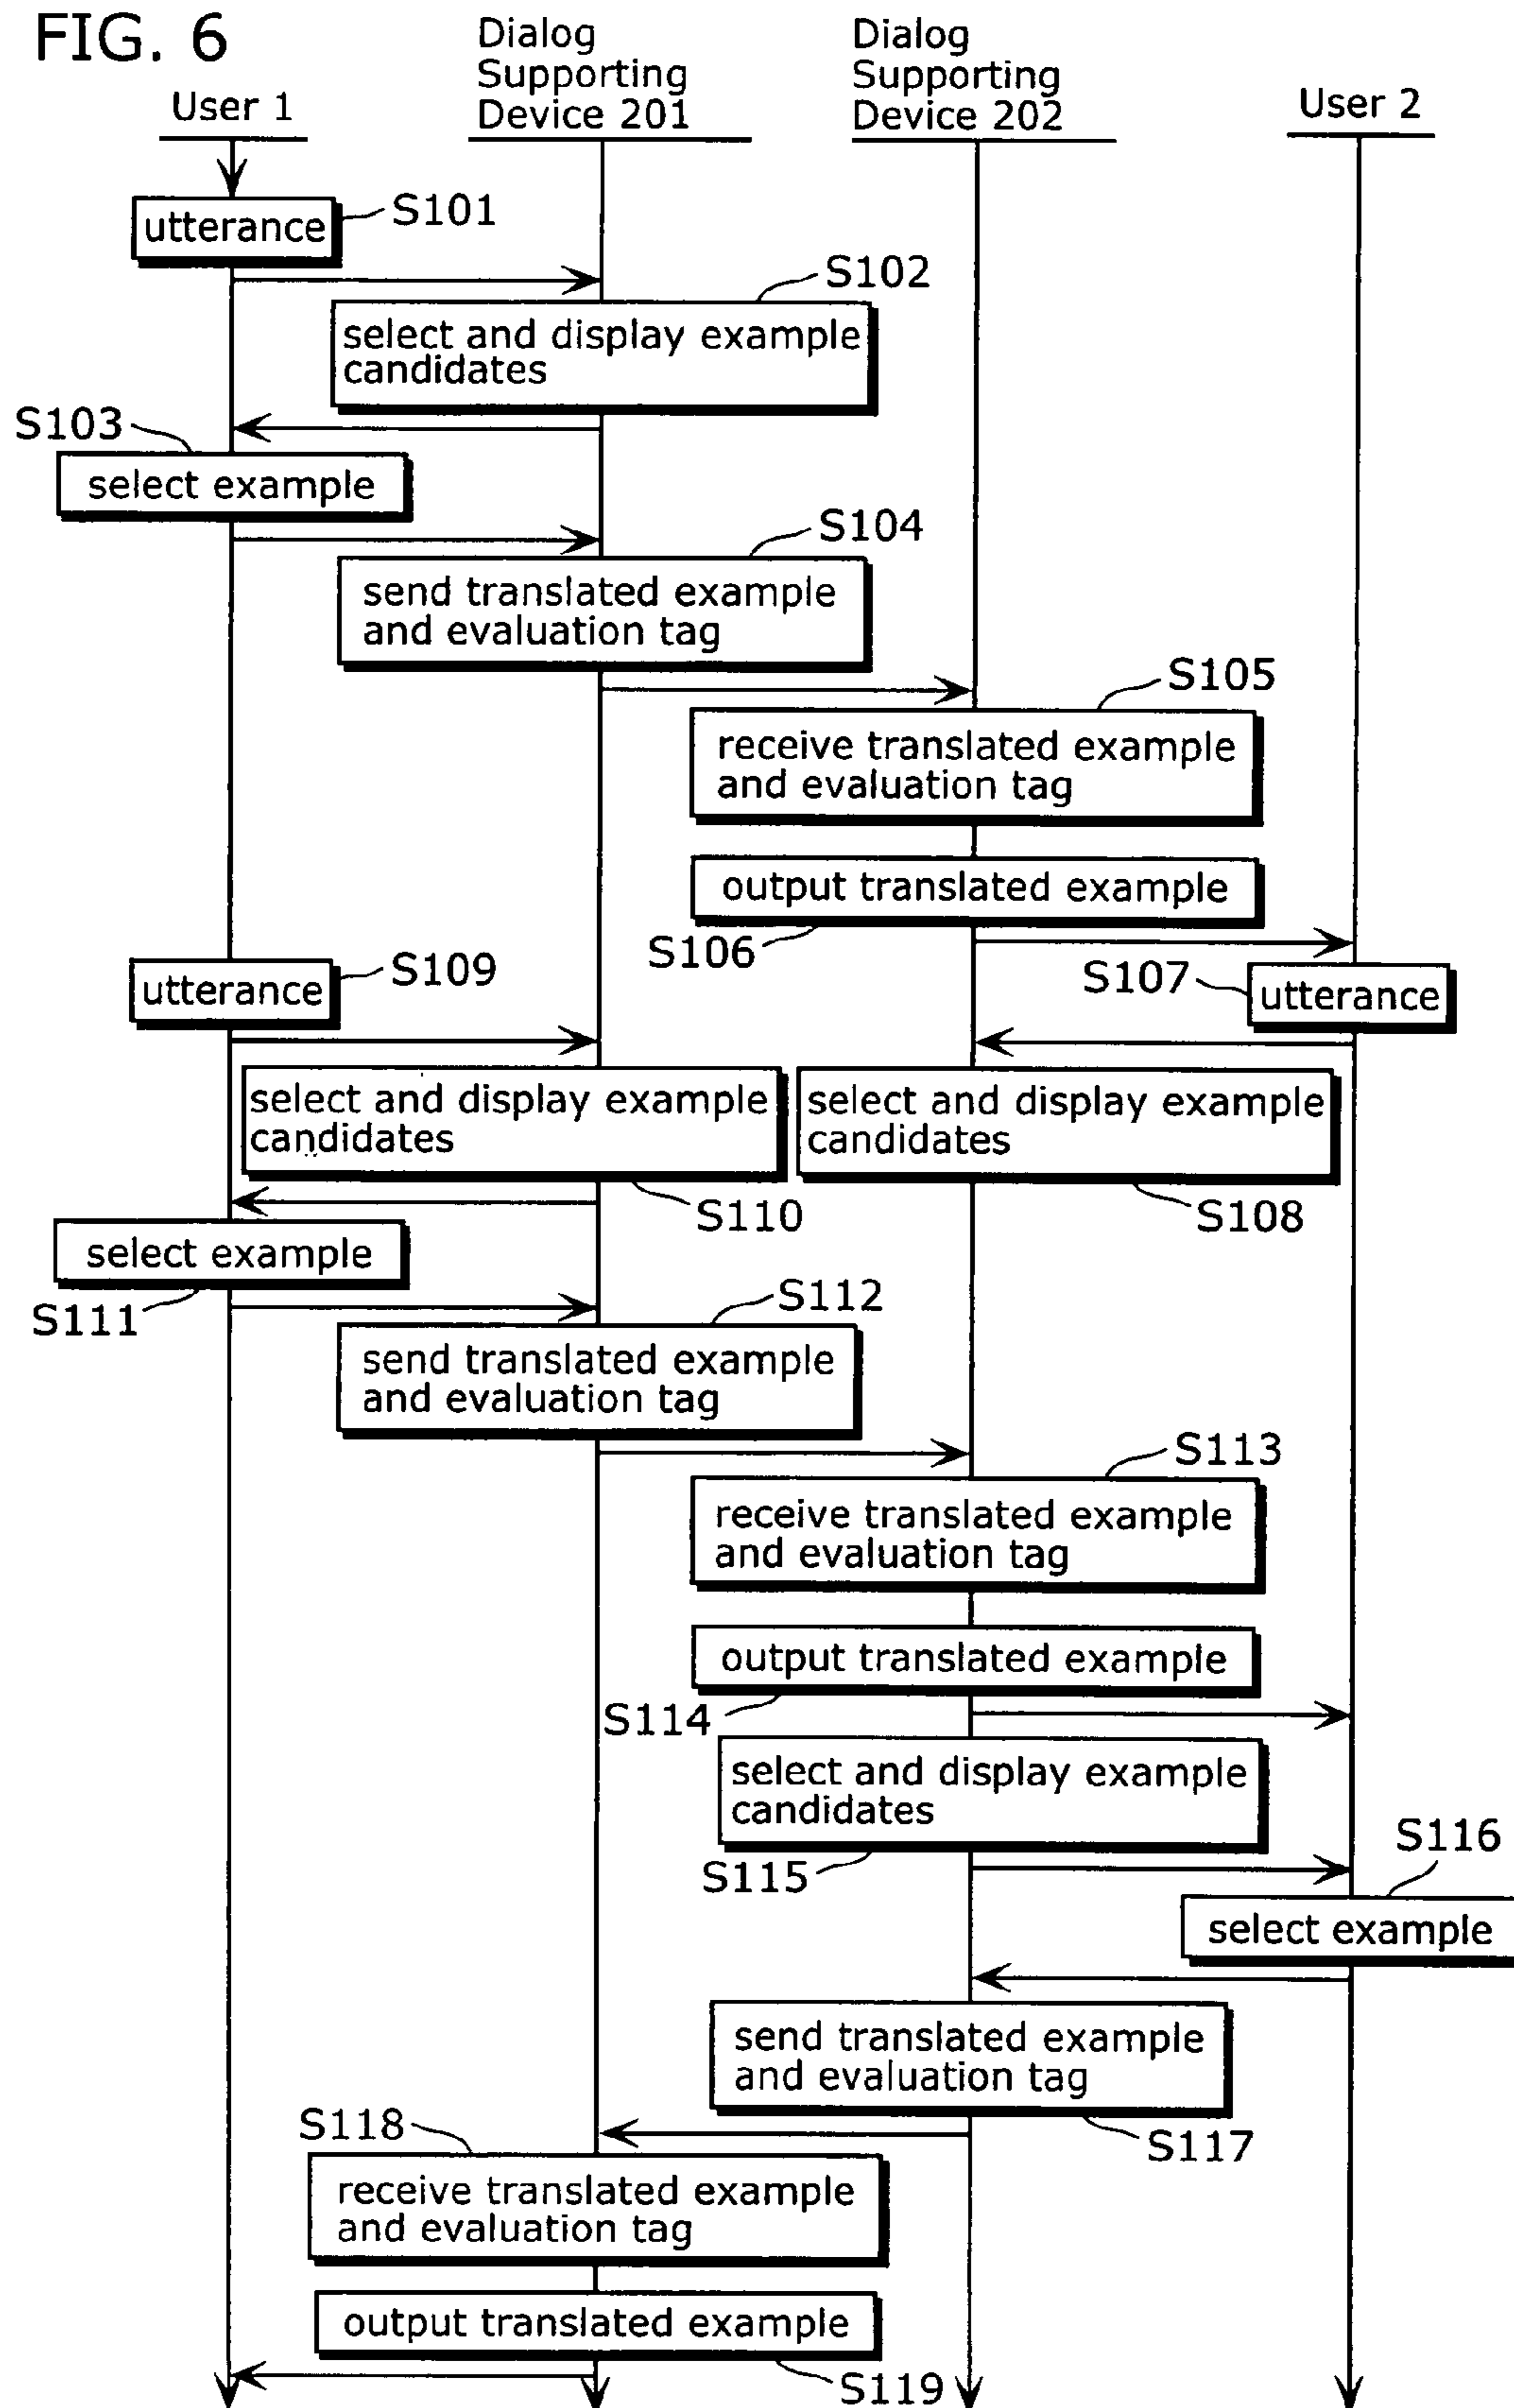 FIG. 6
User 1
Dialog
Supporting
Device 201
Dialog
Supporting
Device 202
User 2
utterance
S101
S102
select and display example
candidates
S103
select example
S104
send translated example
and evaluation tag
S105
receive translated example
and evaluation tag
output translated example
S106
S109
utterance
S107
utterance
select and display example
candidates
select and display example
candidates
S110
S108
select example
S111
S112
send translated example
and evaluation tag
S113
receive translated example
and evaluation tag
output translated example
S114
select and display example
candidates
S115
S116
select example
send translated example
and evaluation tag
S117
S118
receive translated example
and evaluation tag
output translated example
S119